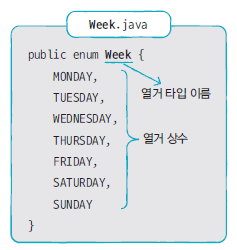 Week.java
public enum Week {
열거 타입 이름
MONDAY,
TUESDAY,
WEDNESDAY,
THURSDAY,
열거 상수
FRIDAY,
SATURDAY,
SUNDAY
}